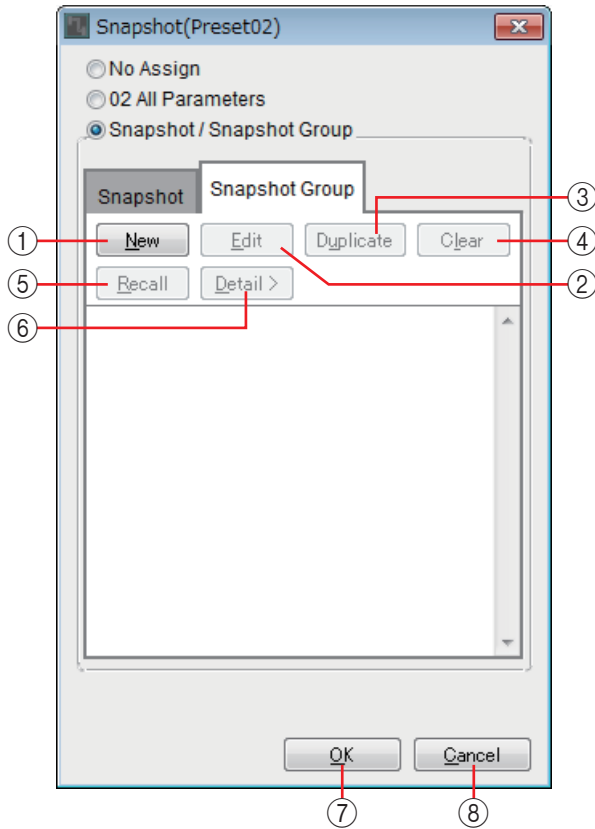 Snapshot(Preset02)
No Assign
02 All Parameters
Snapshot / Snapshot Group
Snapshot Snapshot Group
③
① New Edit Duplicate Clear ④
⑤ Recall Detail > ②
⑥
OK Cancel
⑦ ⑧